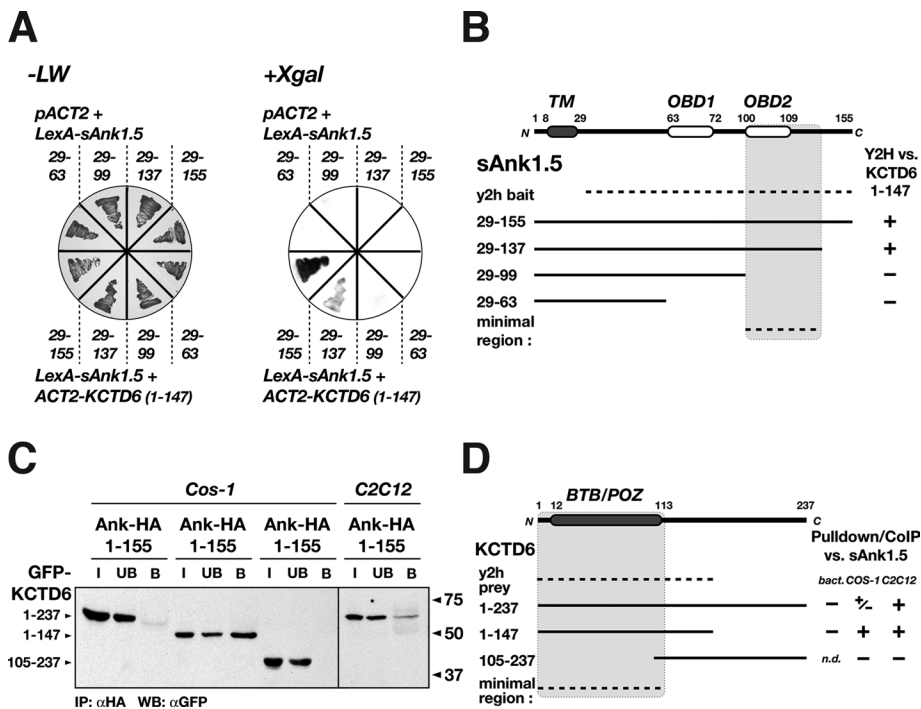 A
-LW
+Xgal
pACT2 +
LexA-sAnk1.5
pACT2 +
LexA-sAnk1.5
29-63 29-99 29-137 29-155
29-63 29-99 29-137 29-155
29-155 29-137 29-99 29-63
29-155 29-137 29-99 29-63
LexA-sAnk1.5 +
ACT2-KCTD6 (1-147)
LexA-sAnk1.5 +
ACT2-KCTD6 (1-147)
B
TM OBD1 OBD2
1 8 29 63 72 100 109 155
N C
sAnk1.5
Y2H vs.
KCTD6
1-147
y2h bait
29-155 +
29-137 +
29-99 −
29-63 −
minimal
region :
C
Cos-1 C2C12
Ank-HA Ank-HA Ank-HA Ank-HA
1-155 1-155 1-155 1-155
GFP-
KCTD6
I UB B I UB B I UB B I UB B
1-237 ►
1-147 ►
105-237 ►
◄ 75
◄ 50
◄ 37
IP: αHA WB: αGFP
D
BTB/POZ
1 12 113 237
N C
KCTD6
Pulldown/CoIP
vs. sAnk1.5
y2h
prey
bact. COS-1 C2C12
1-237 − +/- +
1-147 − + +
105-237 n.d. − −
minimal
region :